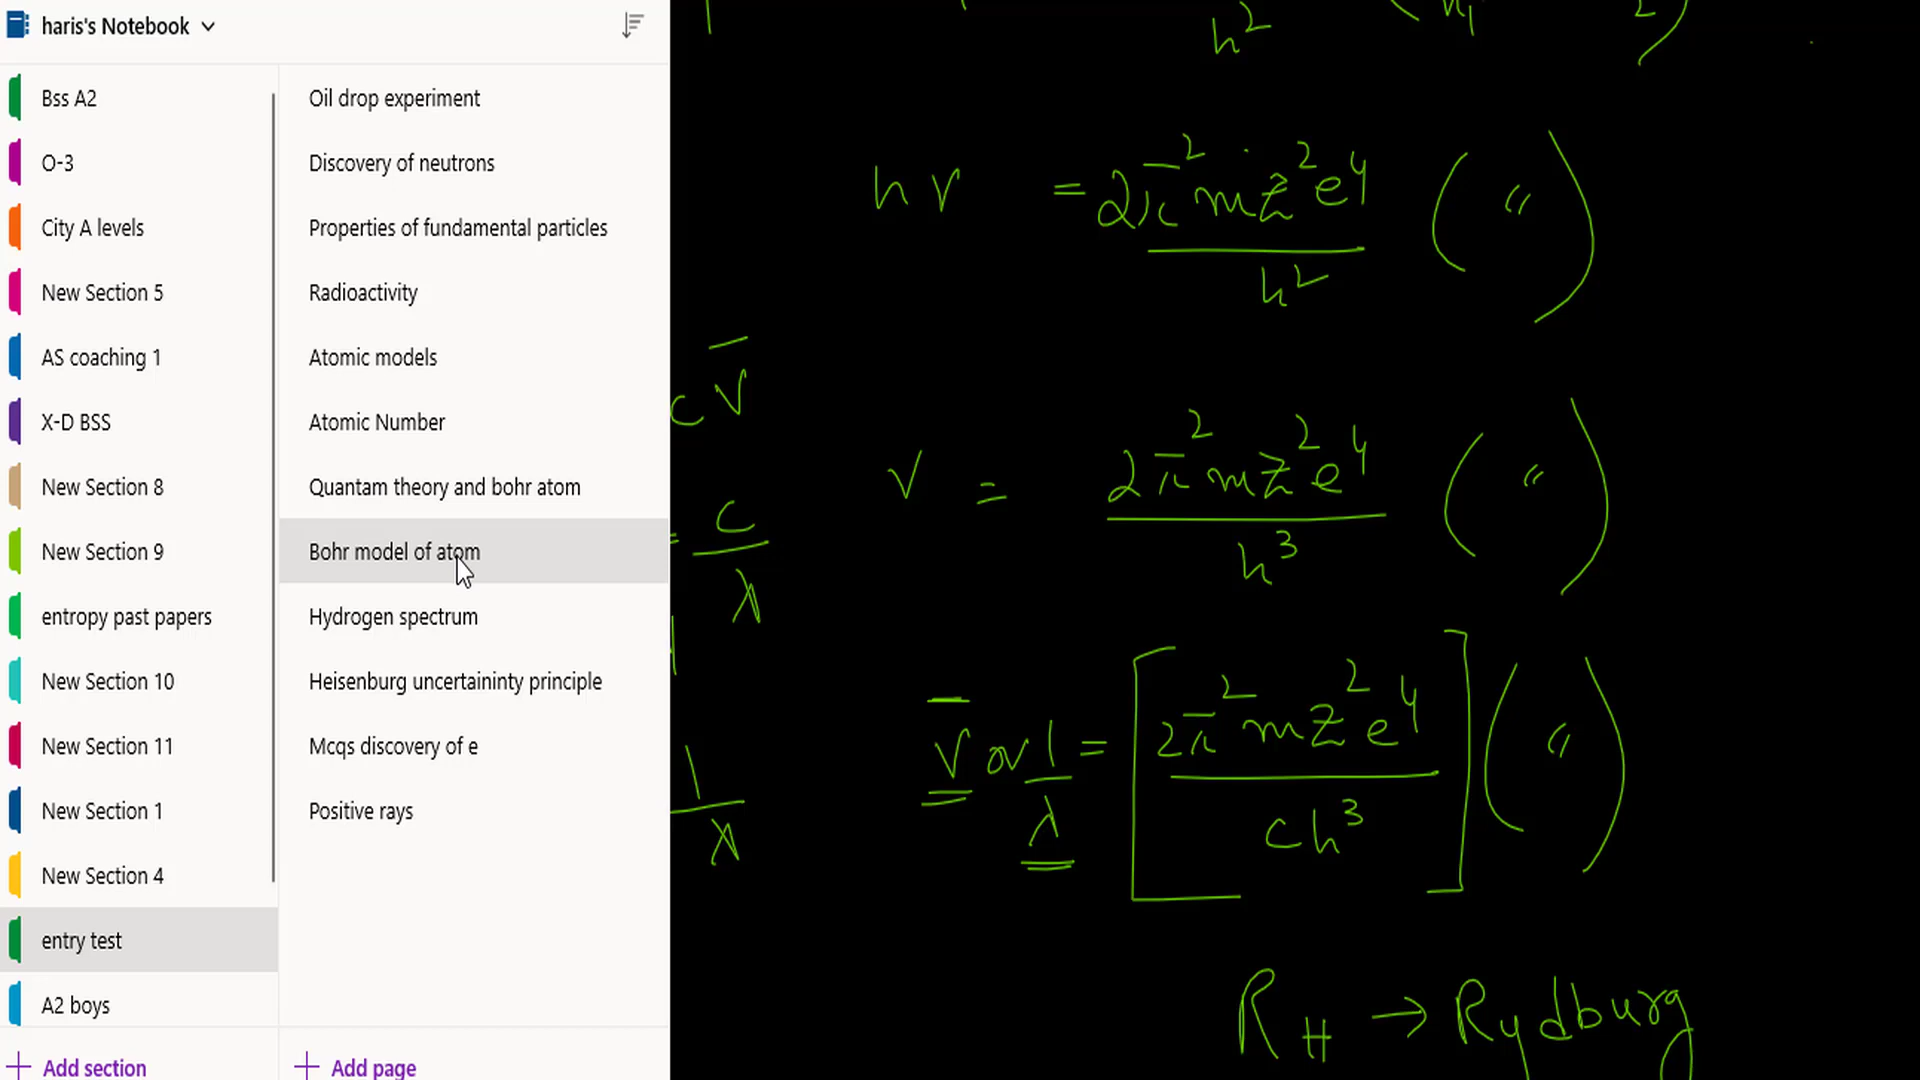 haris's Notebook
Bss A2
O-3
City A levels
New Section 5
AS coaching 1
X-D BSS
New Section 8
New Section 9
entropy past papers
New Section 10
New Section 11
New Section 1
New Section 4
entry test
A2 boys
Add section
Oil drop experiment
Discovery of neutrons
Properties of fundamental particles
Radioactivity
Atomic models
Atomic Number
Quantam theory and bohr atom
Bohr model of atom
Hydrogen spectrum
Heisenburg uncertaininty principle
Mcqs discovery of e
Positive rays
Add page
h²
hν = 2π²mz²e⁴ ( " )
h²
c ν̅
ν = 2π²mz²e⁴ ( " )
h³
= c
λ
ν̅ or 1 = [ 2π²mz²e⁴ ] ( " )
λ ch³
1
λ
R H → Rydburg